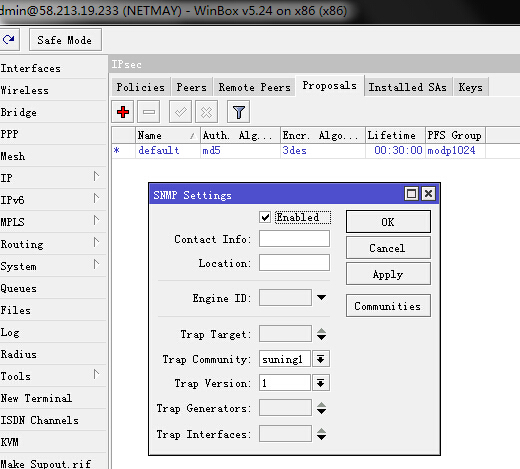 dmin@58.213.19.233 (NETMAY) - WinBox v5.24 on x86 (x86)
Safe Mode
Interfaces
Wireless
Bridge
PPP
Mesh
IP
IPv6
MPLS
Routing
System
Queues
Files
Log
Radius
Tools
New Terminal
ISDN Channels
KVM
Make Supout.rif
IPsec
Policies Peers Remote Peers Proposals Installed SAs Keys
Name Auth. Alg... Encr. Algo... Lifetime PFS Group
* default md5 3des 00:30:00 modp1024
SNMP Settings
Enabled
Contact Info:
Location:
Engine ID:
Trap Target:
Trap Community: suning1
Trap Version: 1
Trap Generators:
Trap Interfaces:
OK
Cancel
Apply
Communities